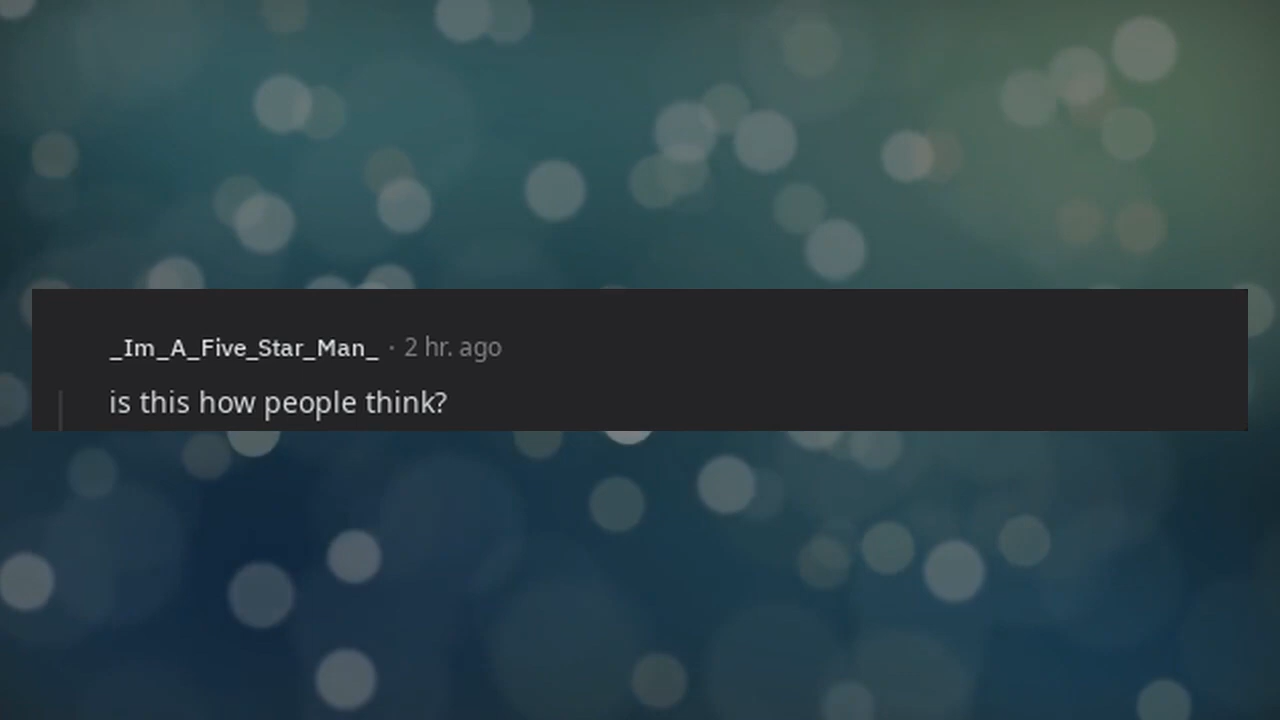 _Im_A_Five_Star_Man_ · 2 hr. ago
is this how people think?